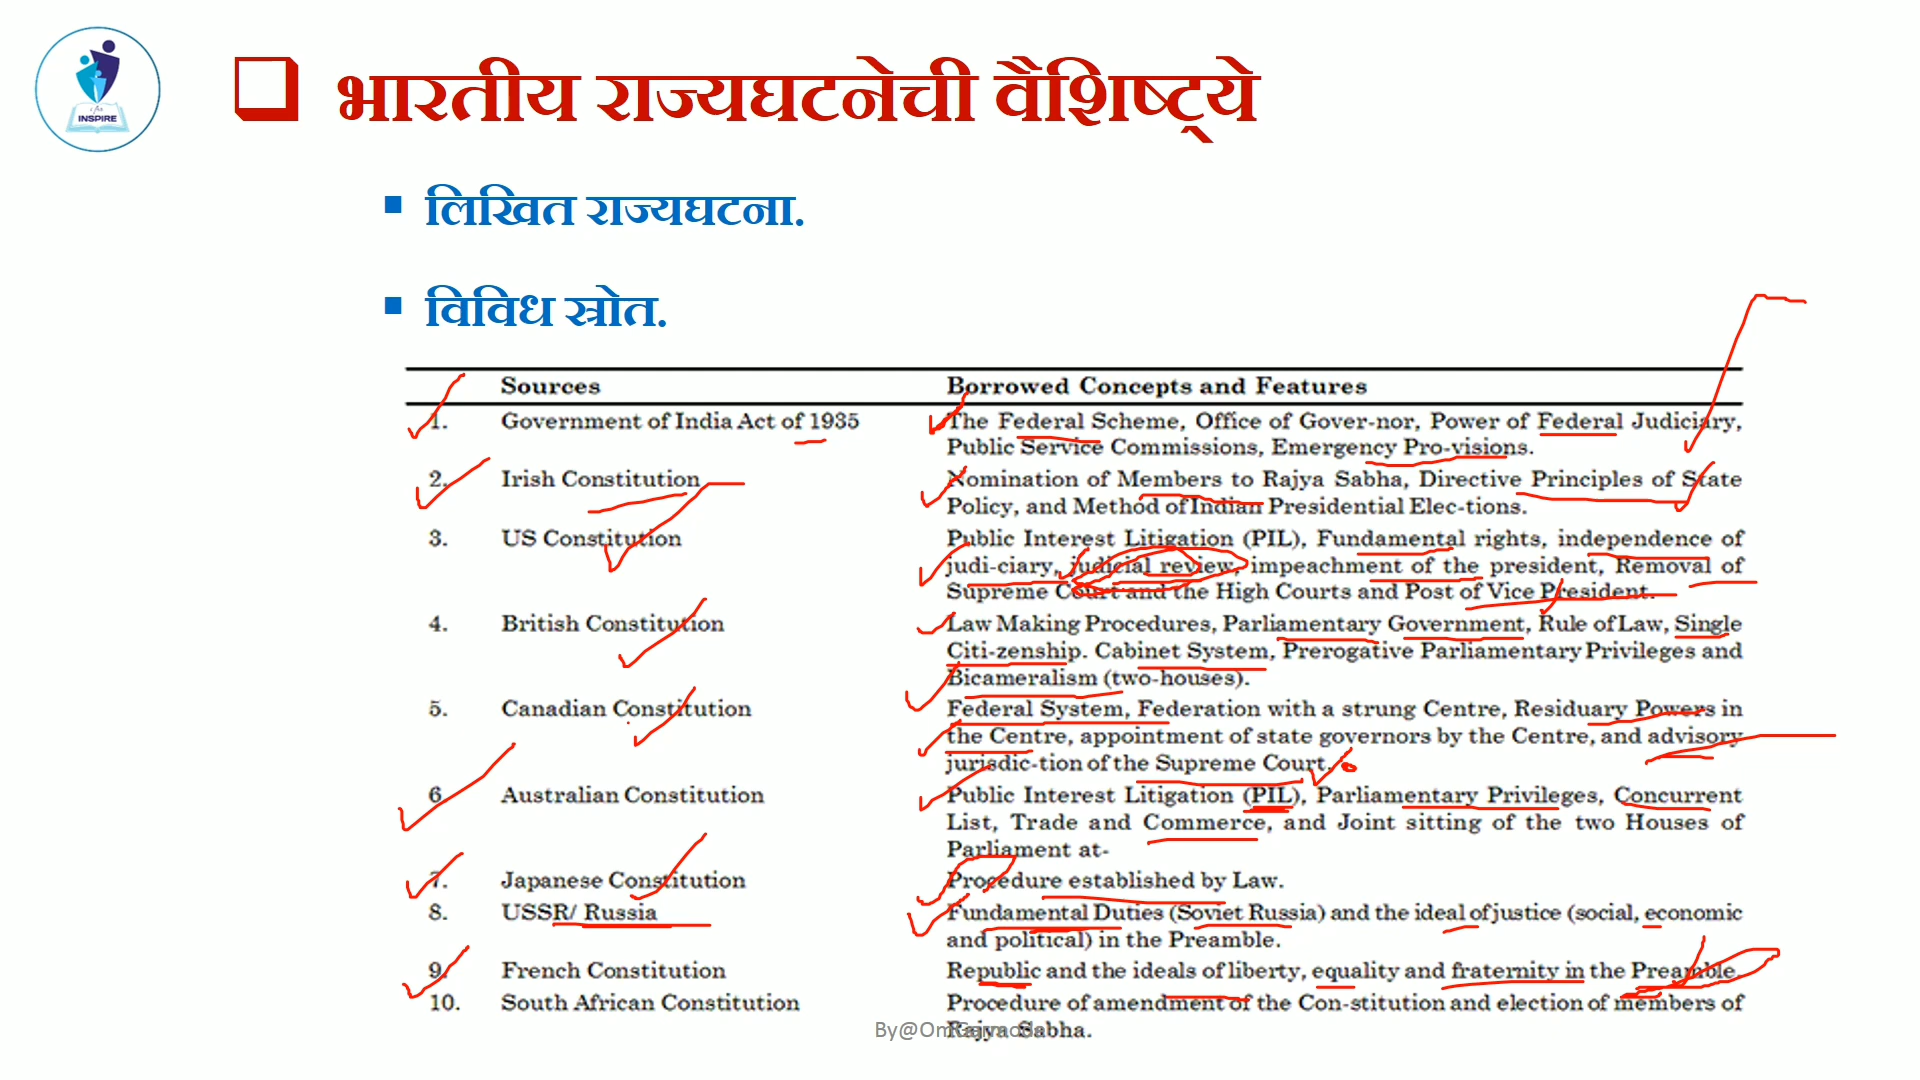 INSPIRE
भारतीय राज्यघटनेची वैशिष्ट्ये
लिखित राज्यघटना.
विविध स्रोत.
Sources Borrowed Concepts and Features
1. Government of India Act of 1935 The Federal Scheme, Office of Gover-nor, Power of Federal Judiciary,
Public Service Commissions, Emergency Pro-visions.
2. Irish Constitution Nomination of Members to Rajya Sabha, Directive Principles of State
Policy, and Method of Indian Presidential Elec-tions.
3. US Constitution Public Interest Litigation (PIL), Fundamental rights, independence of
judi-ciary, judicial review, impeachment of the president, Removal of
Supreme Court and the High Courts and Post of Vice President.
4. British Constitution Law Making Procedures, Parliamentary Government, Rule of Law, Single
Citi-zenship. Cabinet System, Prerogative Parliamentary Privileges and
Bicameralism (two-houses).
5. Canadian Constitution Federal System, Federation with a strung Centre, Residuary Powers in
the Centre, appointment of state governors by the Centre, and advisory
jurisdic-tion of the Supreme Court.
6. Australian Constitution Public Interest Litigation (PIL), Parliamentary Privileges, Concurrent
List, Trade and Commerce, and Joint sitting of the two Houses of
Parliament at-
7. Japanese Constitution Procedure established by Law.
8. USSR/ Russia Fundamental Duties (Soviet Russia) and the ideal of justice (social, economic
and political) in the Preamble.
9. French Constitution Republic and the ideals of liberty, equality and fraternity in the Preamble.
10. South African Constitution Procedure of amendment of the Con-stitution and election of members of
Rajya Sabha.